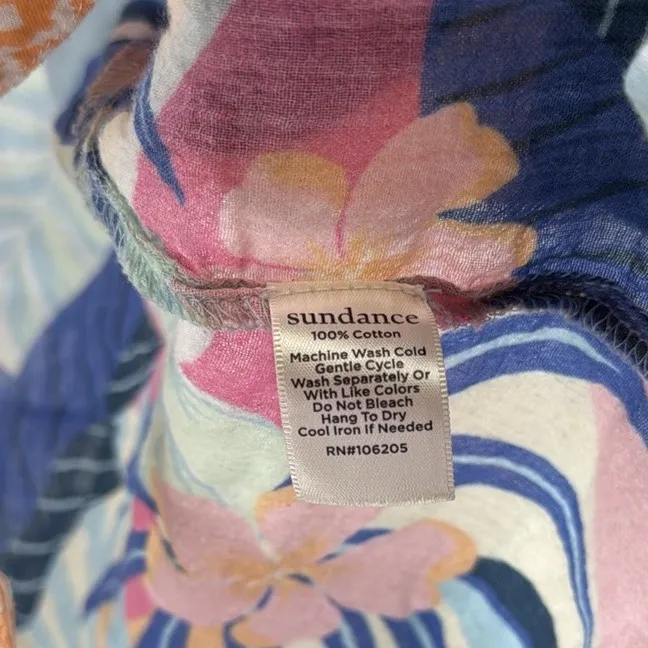 sundance
100% Cotton
Machine Wash Cold
Gentle Cycle
Wash Separately Or
With Like Colors
Do Not Bleach
Hang To Dry
Cool Iron if Needed
RN#106205